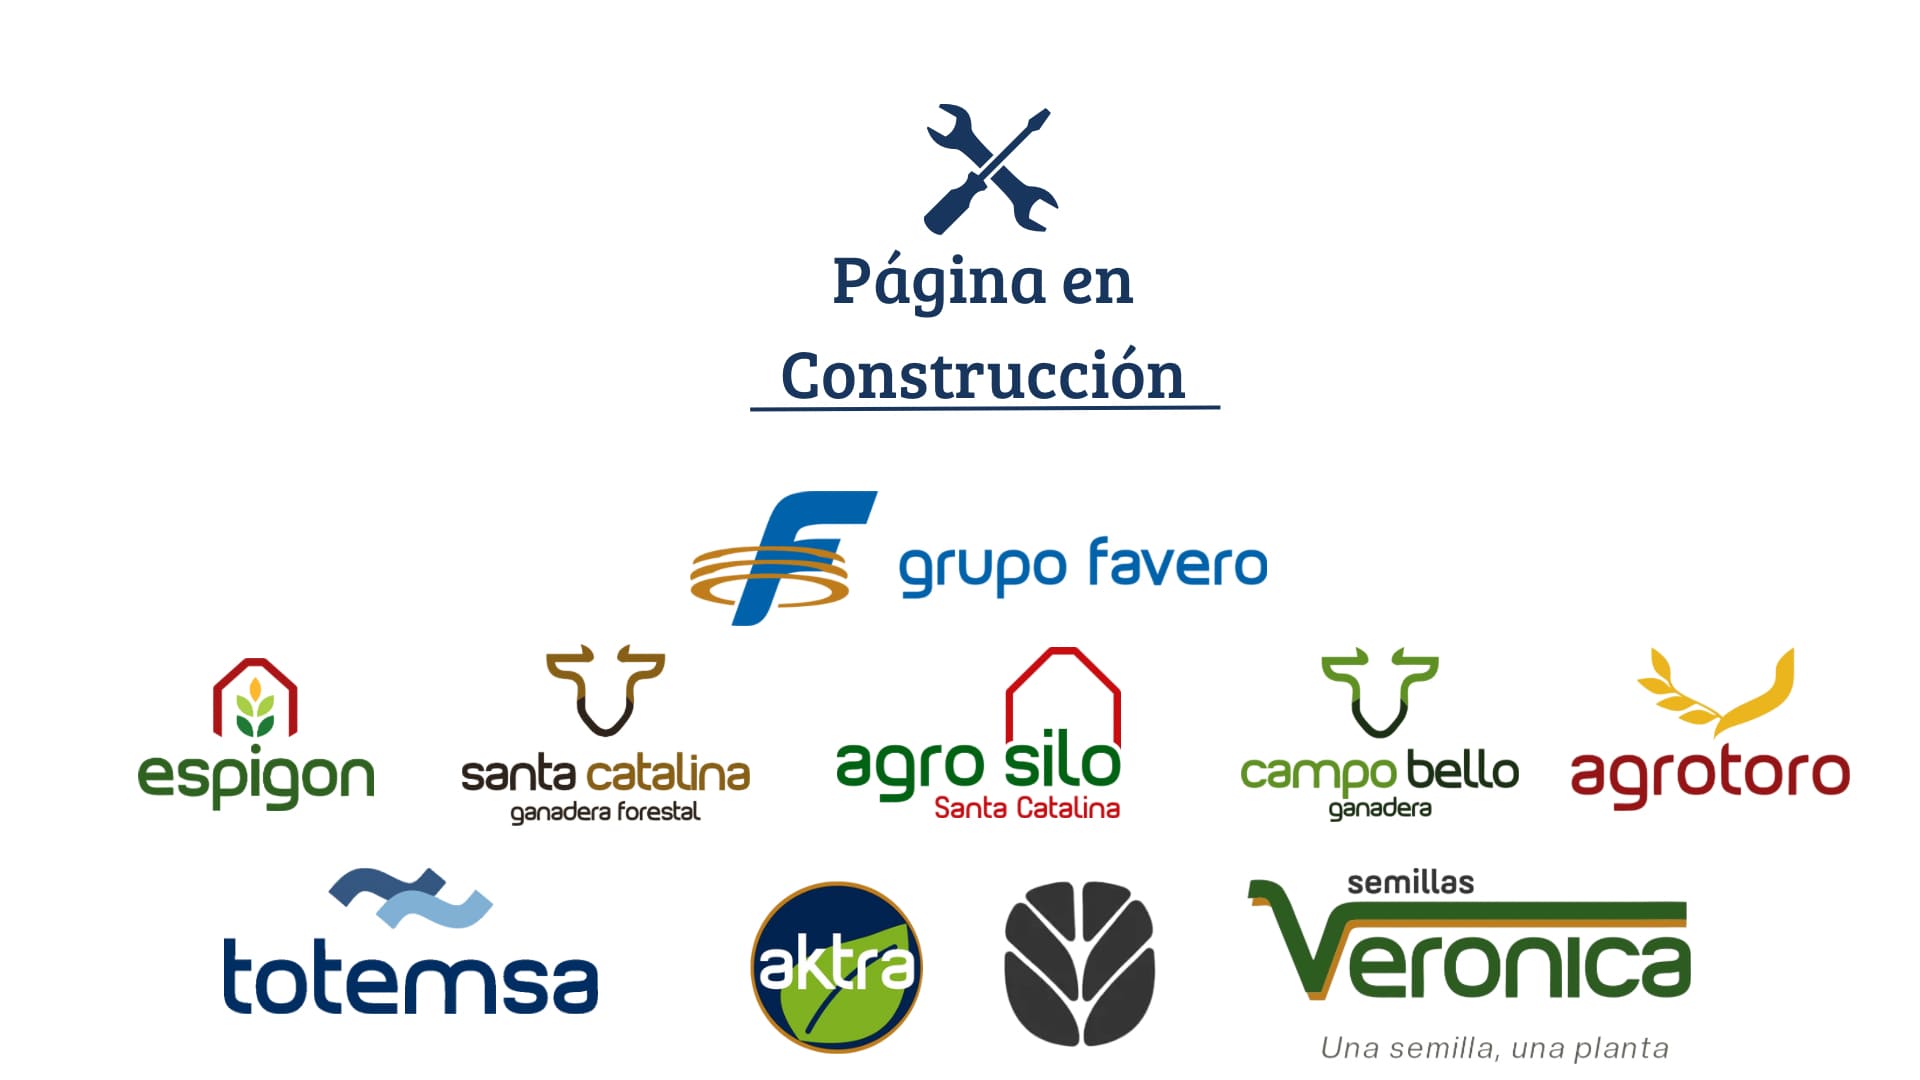 Página en
Construcción
grupo favero
espigon
santa catalina
ganadera forestal
agro silo
Santa Catalina
campo bello
ganadera
agrotoro
totemsa
aktra
semillas
Veronica
Una semilla, una planta